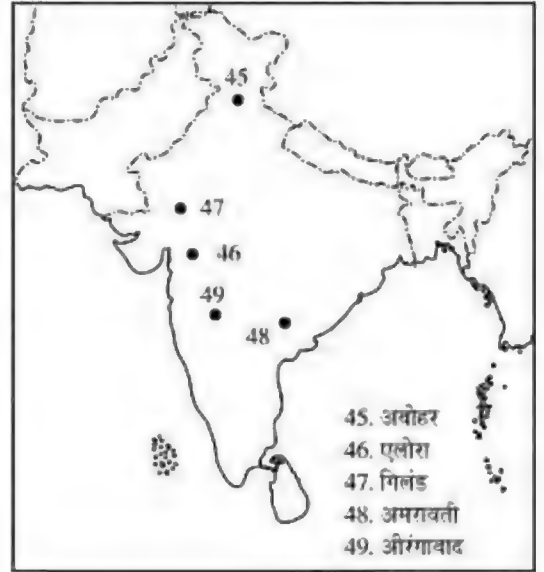 45
47
46
49
48
45. अबोहर
46. एलोरा
47. गिलंड
48. अमरावती
49. औरंगाबाद